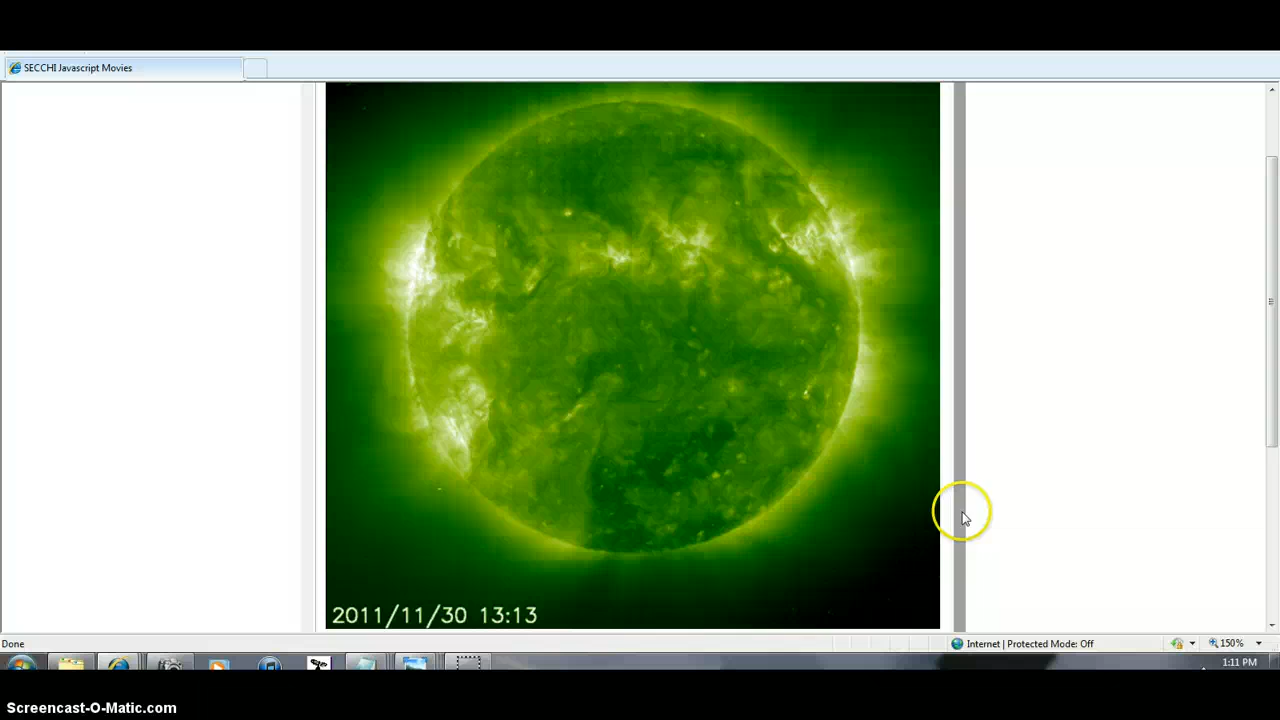 SECCHI Javascript Movies
2011/11/30 13:13
Done
Internet | Protected Mode: Off
150%
1:11 PM
Screencast-O-Matic.com